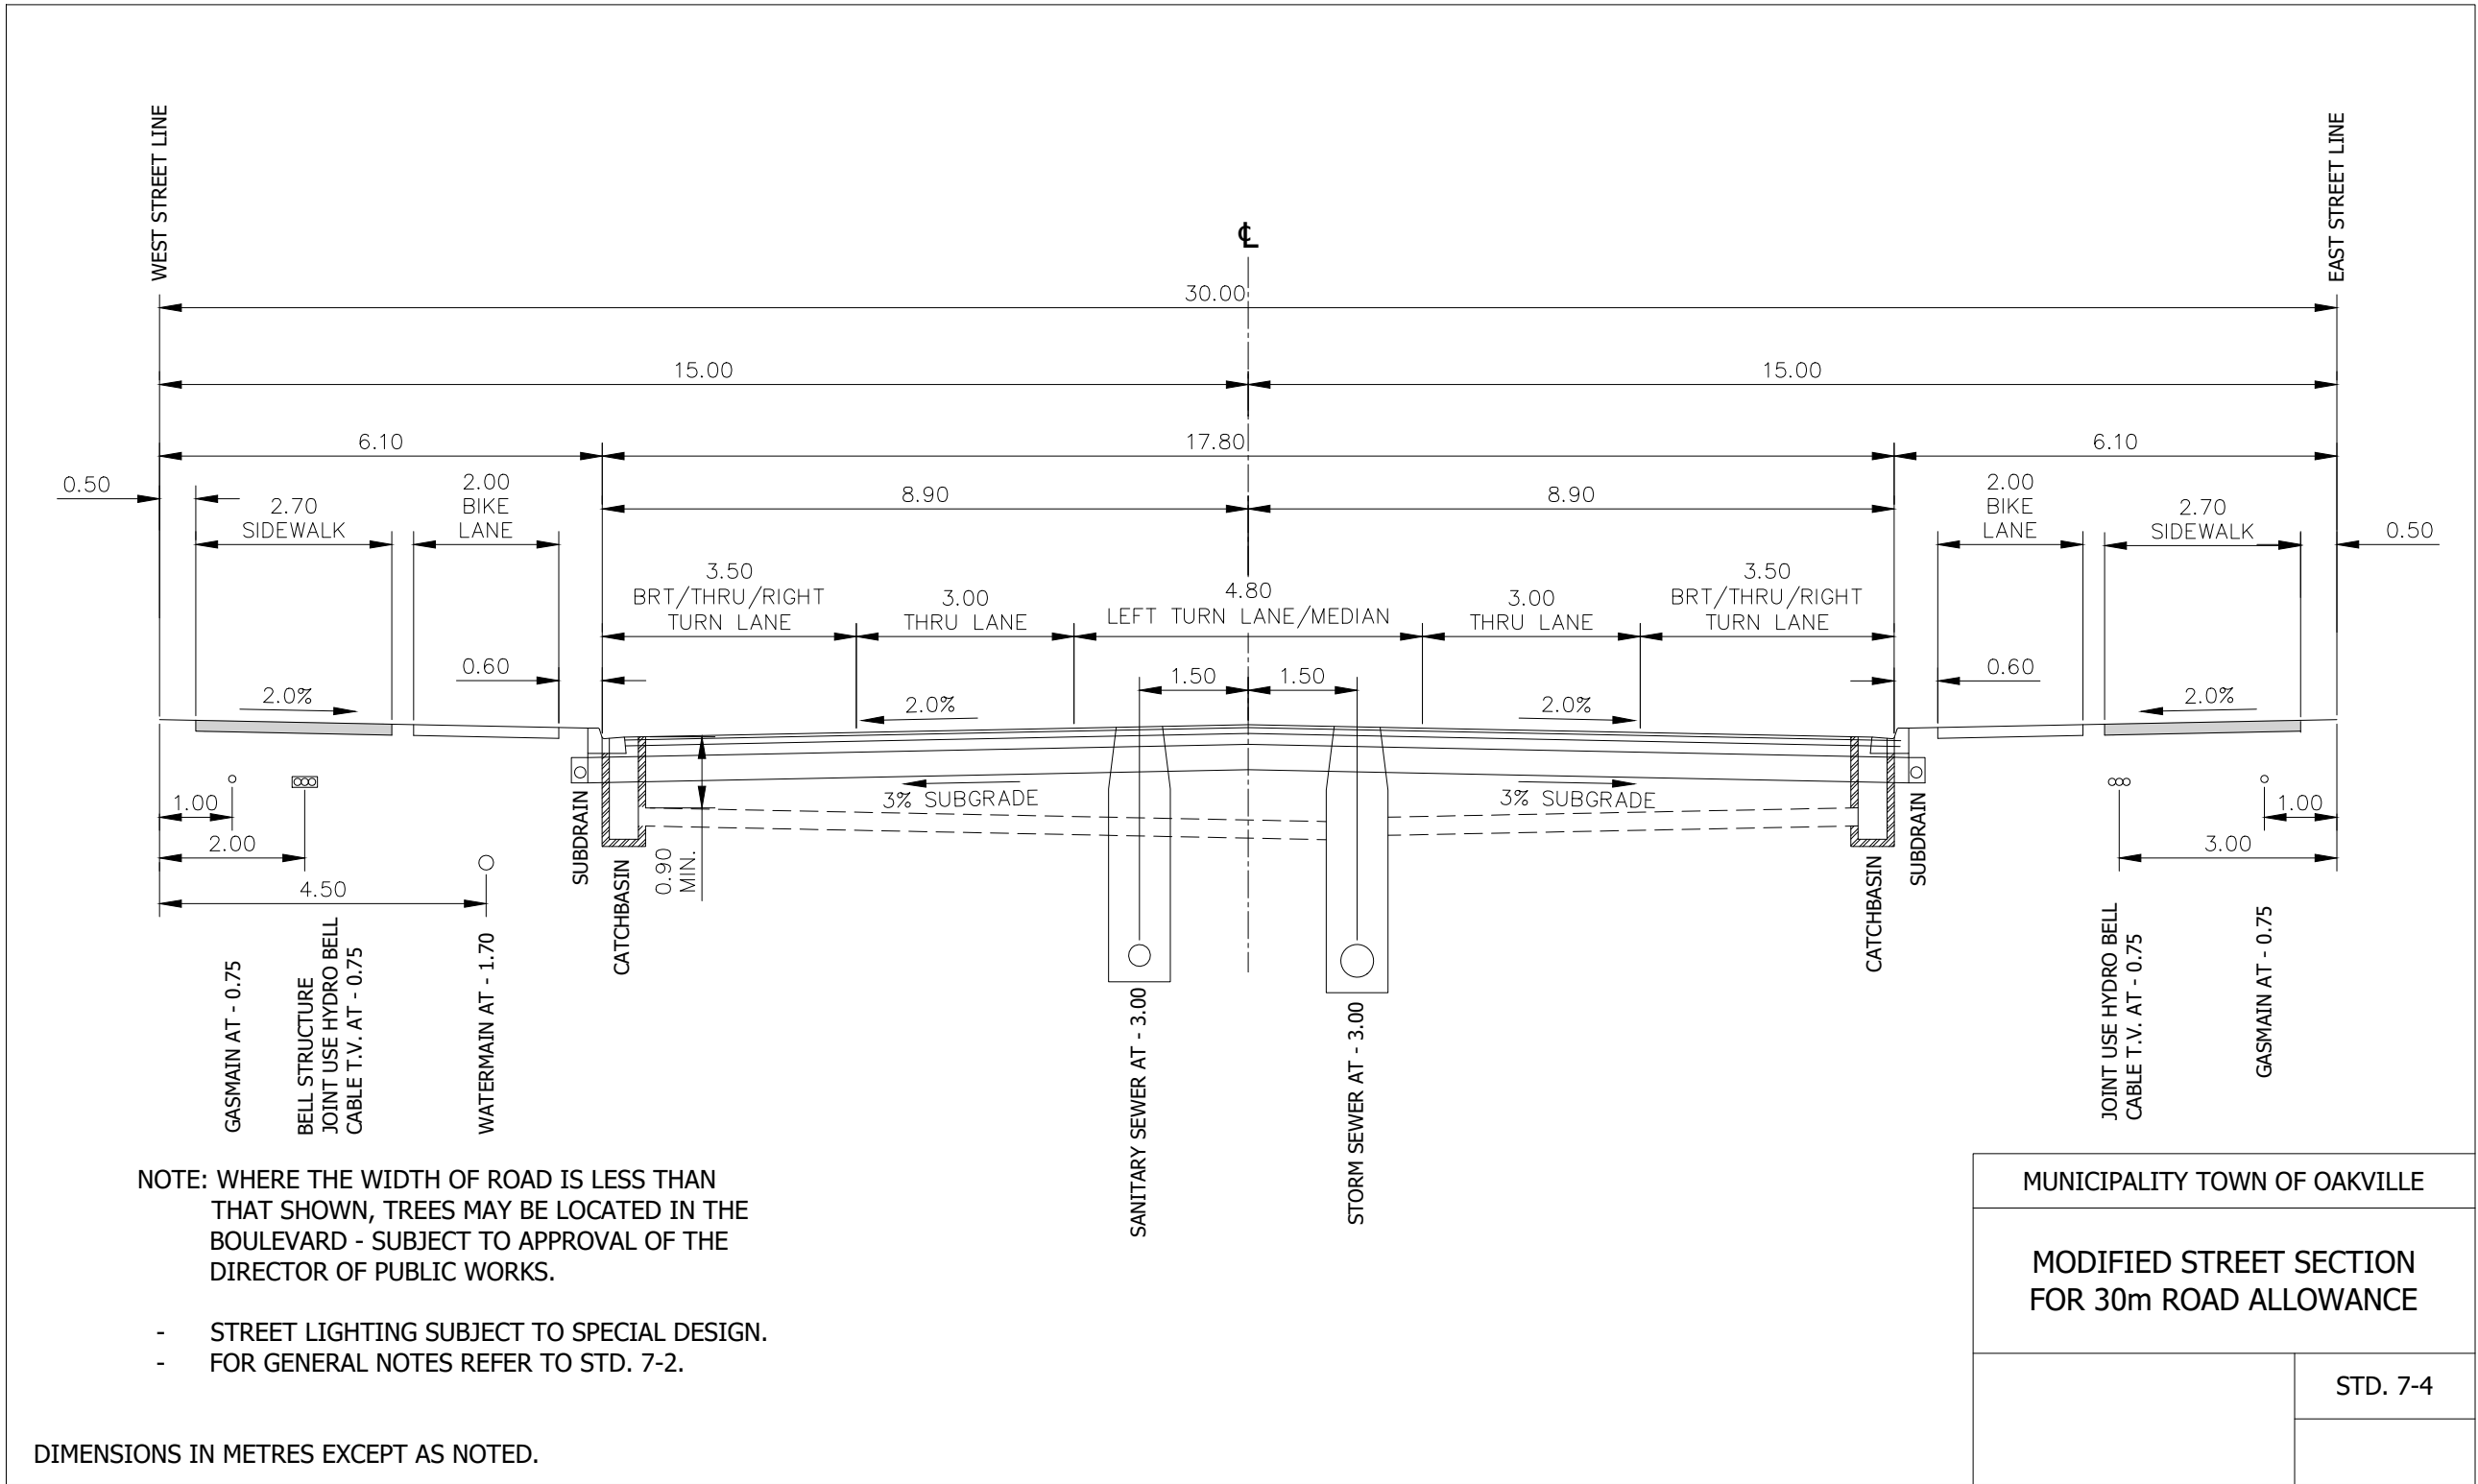 WEST STREET LINE
EAST STREET LINE
℄
30.00
15.00
15.00
6.10
17.80
6.10
0.50
2.70
SIDEWALK
2.00
BIKE
LANE
8.90
8.90
2.00
BIKE
LANE
2.70
SIDEWALK
0.50
3.50
BRT/THRU/RIGHT
TURN LANE
3.00
THRU LANE
4.80
LEFT TURN LANE/MEDIAN
3.00
THRU LANE
3.50
BRT/THRU/RIGHT
TURN LANE
0.60
1.50
1.50
0.60
2.0%
2.0%
2.0%
2.0%
3% SUBGRADE
3% SUBGRADE
1.00
2.00
4.50
SUBDRAIN
CATCHBASIN
0.90
MIN.
CATCHBASIN
SUBDRAIN
1.00
3.00
GASMAIN AT - 0.75
BELL STRUCTURE
JOINT USE HYDRO BELL
CABLE T.V. AT - 0.75
WATERMAIN AT - 1.70
SANITARY SEWER AT - 3.00
STORM SEWER AT - 3.00
JOINT USE HYDRO BELL
CABLE T.V. AT - 0.75
GASMAIN AT - 0.75
NOTE: WHERE THE WIDTH OF ROAD IS LESS THAN
THAT SHOWN, TREES MAY BE LOCATED IN THE
BOULEVARD - SUBJECT TO APPROVAL OF THE
DIRECTOR OF PUBLIC WORKS.
- STREET LIGHTING SUBJECT TO SPECIAL DESIGN.
- FOR GENERAL NOTES REFER TO STD. 7-2.
DIMENSIONS IN METRES EXCEPT AS NOTED.
MUNICIPALITY TOWN OF OAKVILLE
MODIFIED STREET SECTION
FOR 30m ROAD ALLOWANCE
STD. 7-4